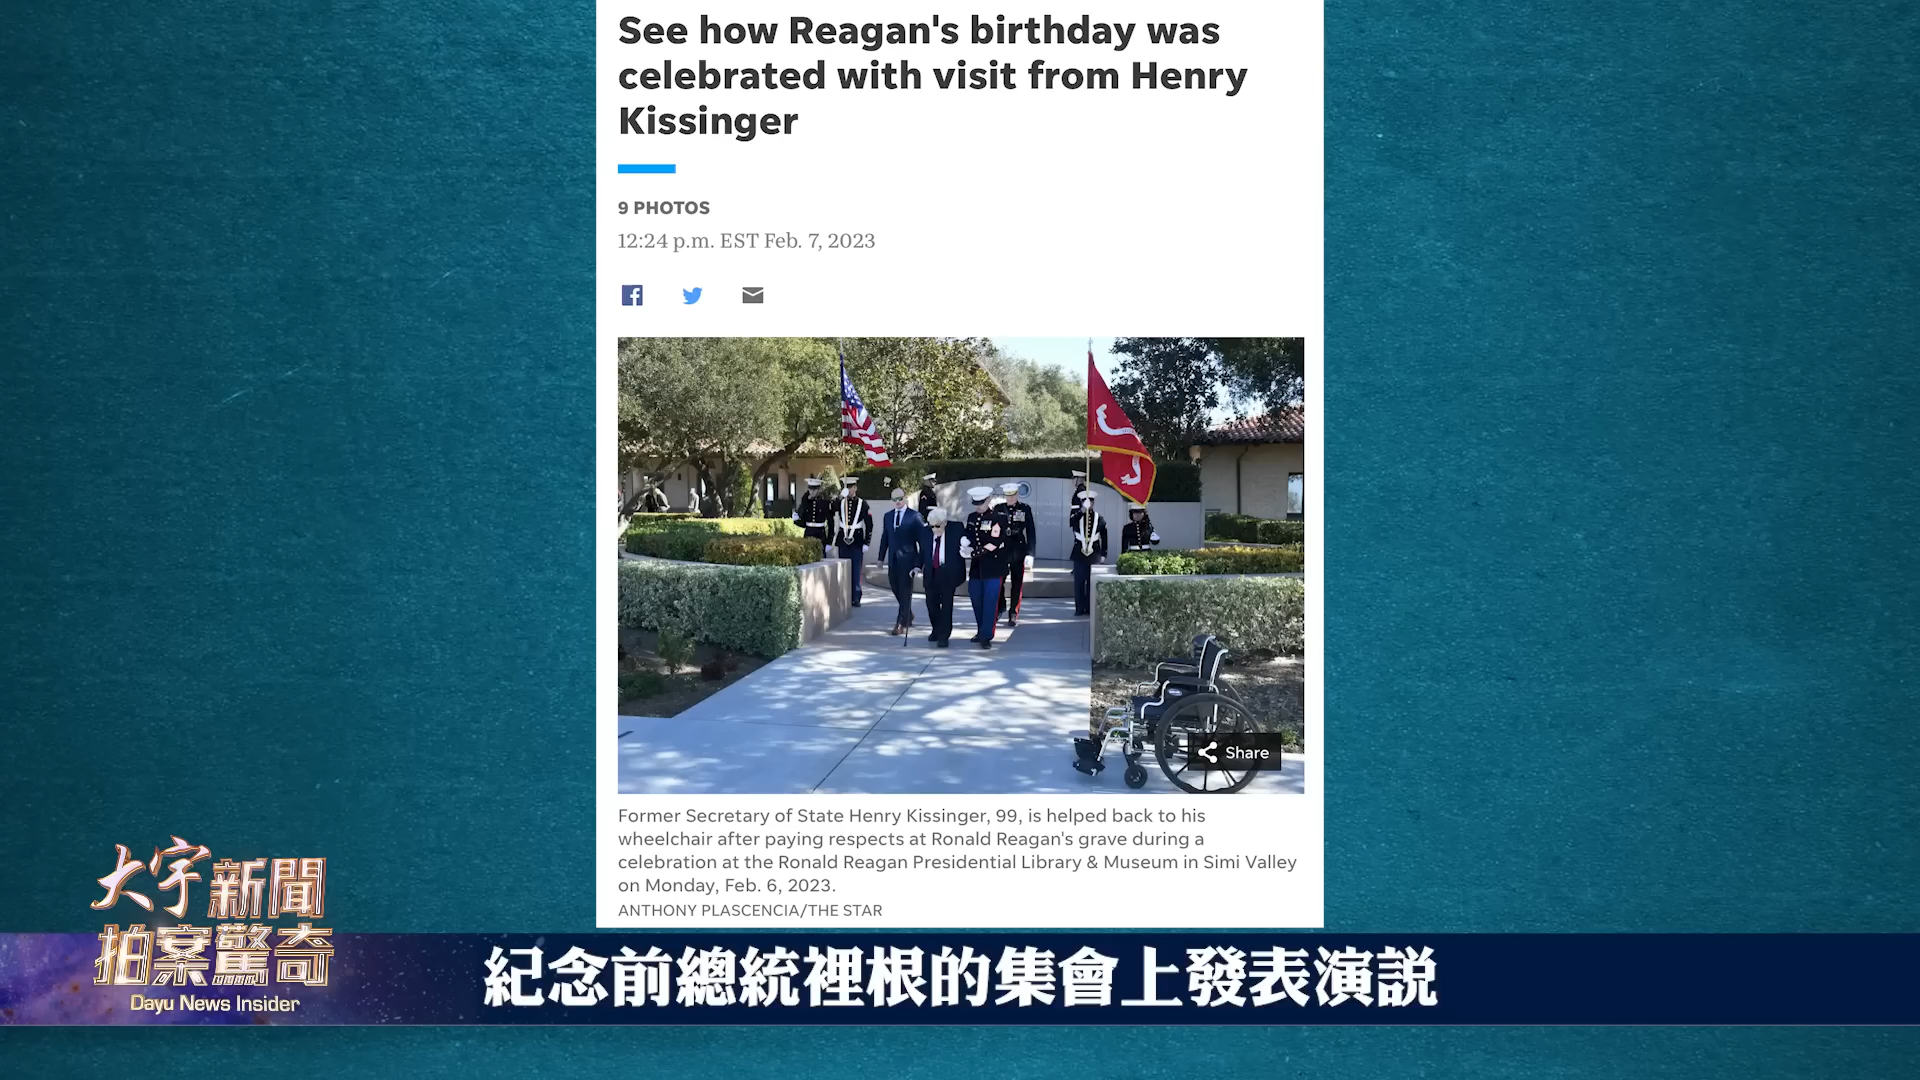 See how Reagan's birthday was
celebrated with visit from Henry
Kissinger
9 PHOTOS
12:24 p.m. EST Feb. 7, 2023
Share
Former Secretary of State Henry Kissinger, 99, is helped back to his
wheelchair after paying respects at Ronald Reagan's grave during a
celebration at the Ronald Reagan Presidential Library & Museum in Simi Valley
on Monday, Feb. 6, 2023.
ANTHONY PLASCENCIA/THE STAR
大宇新聞
拍案驚奇
Dayu News Insider
紀念前總統裡根的集會上發表演説